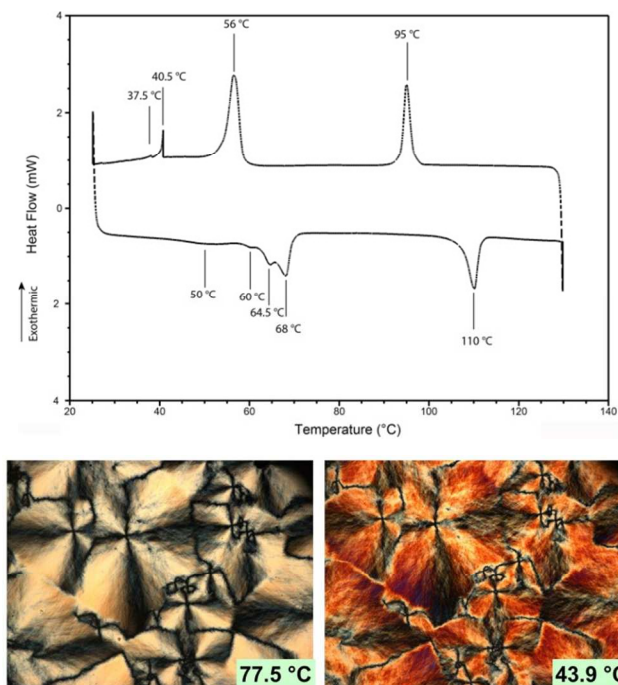 4
56 °C
95 °C
40.5 °C
37.5 °C
2
0
Heat Flow (mW)
Exothermic
50 °C
60 °C
64.5 °C
68 °C
110 °C
2
4
20 40 60 80 100 120 140
Temperature (°C)
77.5 °C
43.9 °C